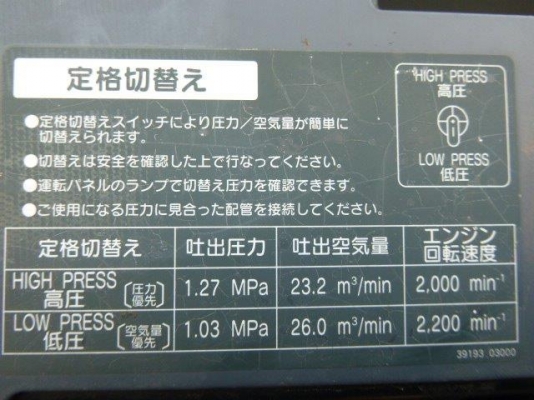 定格切替え
HIGH PRESS
高圧
LOW PRESS
低圧
●定格切替えスイッチにより圧力／空気量が簡単に
切替えられます。
●切替えは安全を確認した上で行なってください。
●運転パネルのランプで切替え圧力を確認できます。
●ご使用になる圧力に見合った配管を接続してください。
定格切替え 吐出圧力 吐出空気量 エンジン
回転速度
HIGH PRESS
高圧 〔圧力
優先〕 1.27 MPa 23.2 m³/min 2,000 min⁻¹
LOW PRESS
低圧 〔空気量
優先〕 1.03 MPa 26.0 m³/min 2,200 min⁻¹
39193 03000